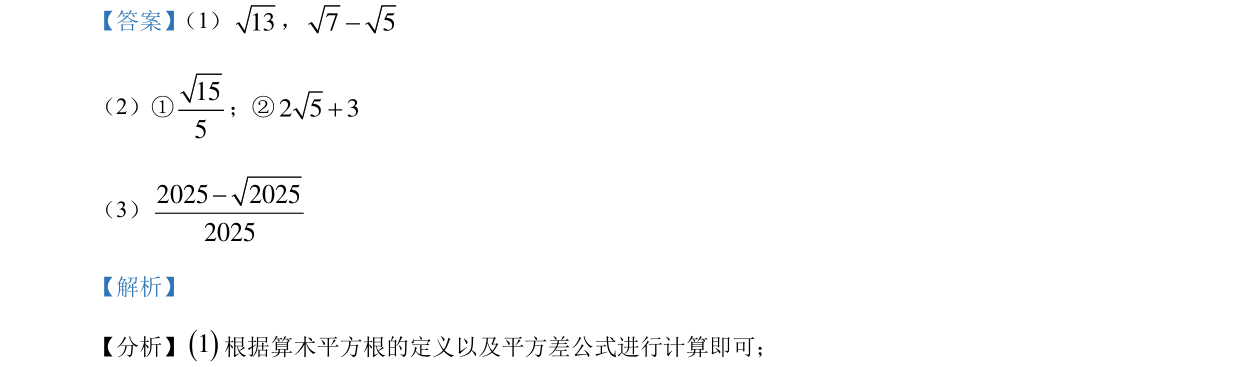 【答案】（1） √13 ， √7 − √5
（2）① √15/5 ；② 2√5 + 3
（3） (2025 − √2025)/2025
【解析】
【分析】(1)根据算术平方根的定义以及平方差公式进行计算即可；